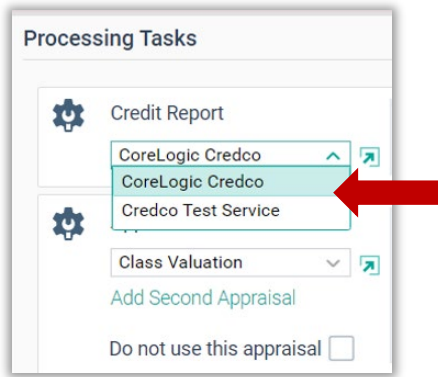 Processing Tasks
Credit Report
CoreLogic Credco
CoreLogic Credco
Credco Test Service
Class Valuation
Add Second Appraisal
Do not use this appraisal